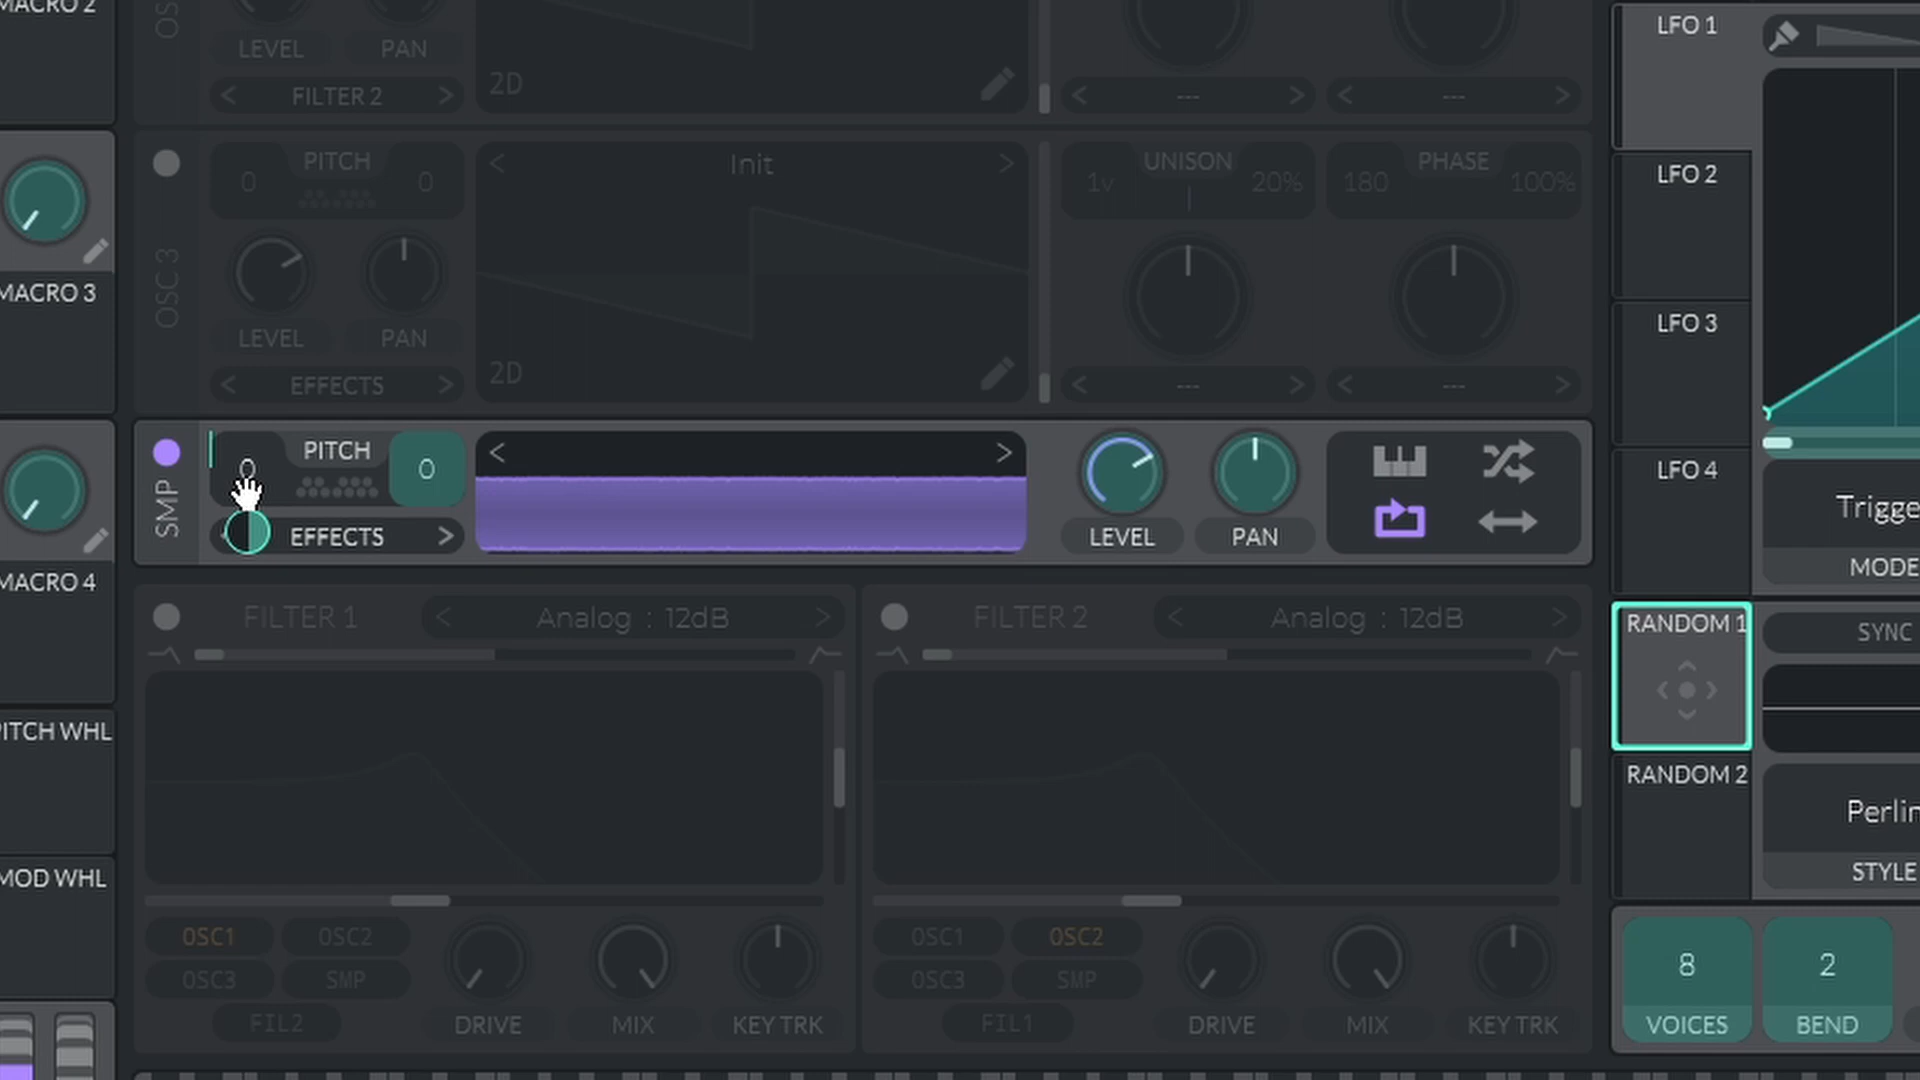 MACRO 2
LEVEL
PAN
FILTER 2
2D
---
---
LFO 1
0
PITCH
0
Init
UNISON
1v
20%
PHASE
180
100%
LFO 2
MACRO 3
OSC 3
LEVEL
PAN
EFFECTS
2D
---
---
LFO 3
SMP
0
PITCH
0
EFFECTS
LEVEL
PAN
LFO 4
Trigge
MODE
MACRO 4
FILTER 1
Analog : 12dB
FILTER 2
Analog : 12dB
RANDOM 1
SYNC
PITCH WHL
RANDOM 2
Perlin
STYLE
MOD WHL
OSC1
OSC2
OSC3
SMP
FIL2
DRIVE
MIX
KEY TRK
OSC1
OSC2
OSC3
SMP
FIL1
DRIVE
MIX
KEY TRK
8
VOICES
2
BEND